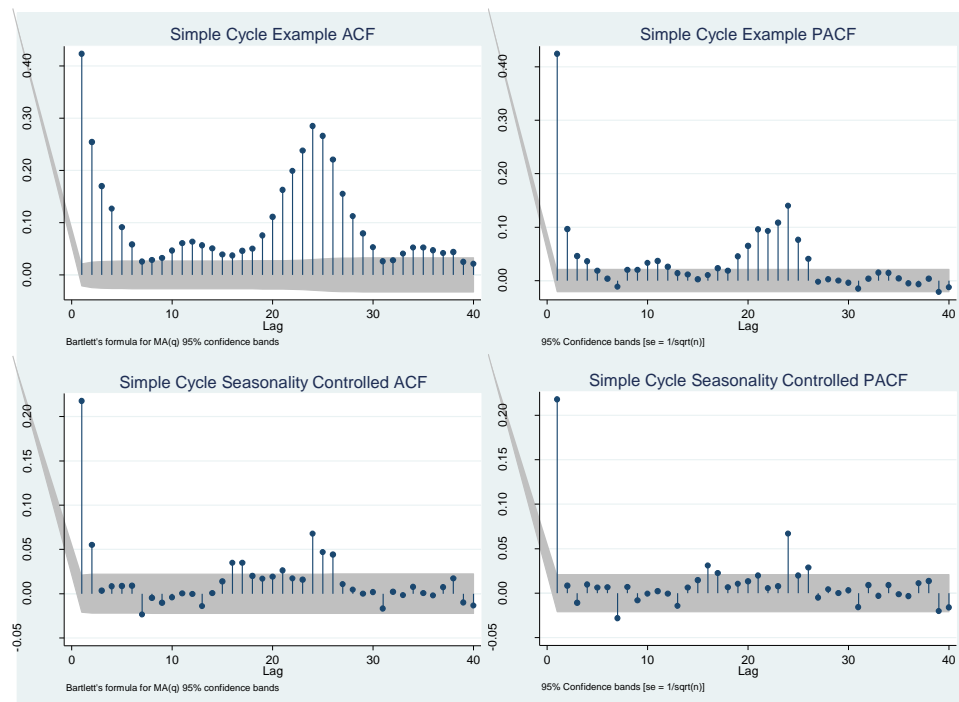 Simple Cycle Example ACF
0.40
0.30
0.20
0.10
0.00
0 10 20 30 40
Lag
Bartlett's formula for MA(q) 95% confidence bands
Simple Cycle Example PACF
0.40
0.30
0.20
0.10
0.00
0 10 20 30 40
Lag
95% Confidence bands [se = 1/sqrt(n)]
Simple Cycle Seasonality Controlled ACF
0.20
0.15
0.10
0.05
0.00
-0.05
0 10 20 30 40
Lag
Bartlett's formula for MA(q) 95% confidence bands
Simple Cycle Seasonality Controlled PACF
0.20
0.15
0.10
0.05
0.00
-0.05
0 10 20 30 40
Lag
95% Confidence bands [se = 1/sqrt(n)]